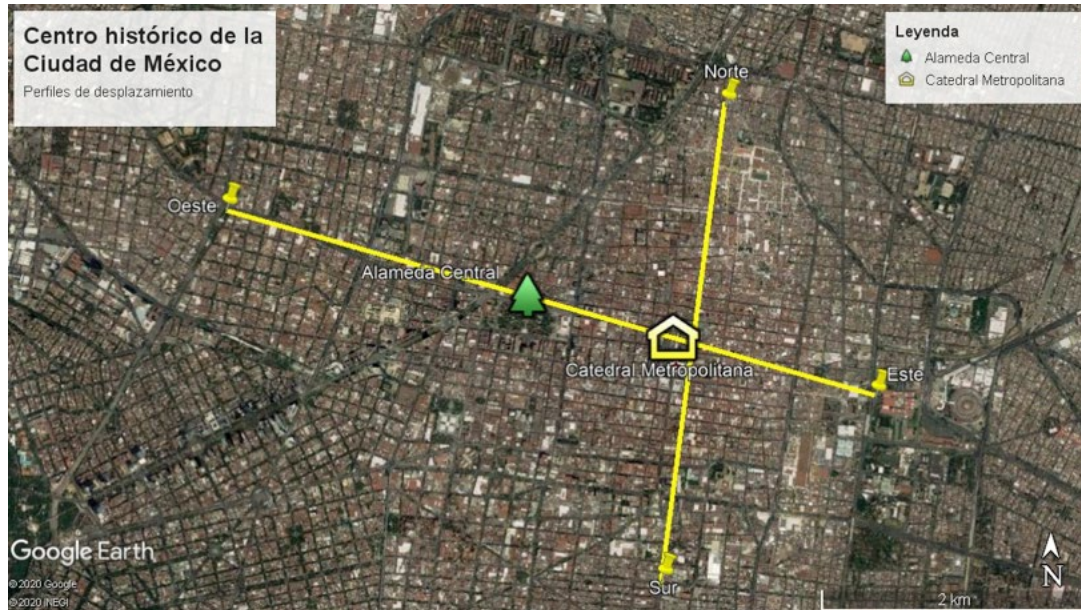 Centro histórico de la
Ciudad de México
Perfiles de desplazamiento
Leyenda
Alameda Central
Catedral Metropolitana
Norte
Oeste
Alameda Central
Catedral Metropolitana
Este
Sur
Google Earth
© 2020 Google
© 2020 INEGI
N
2 km